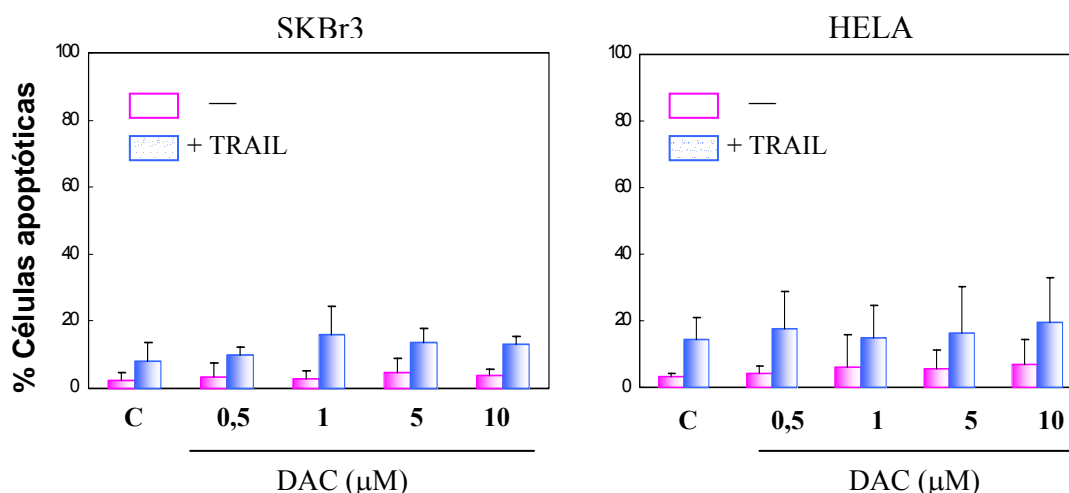 SKBr3
% Células apoptóticas
100
80
60
40
20
0
—
+ TRAIL
C 0,5 1 5 10
DAC (μM)
HELA
100
80
60
40
20
0
—
+ TRAIL
C 0,5 1 5 10
DAC (μM)